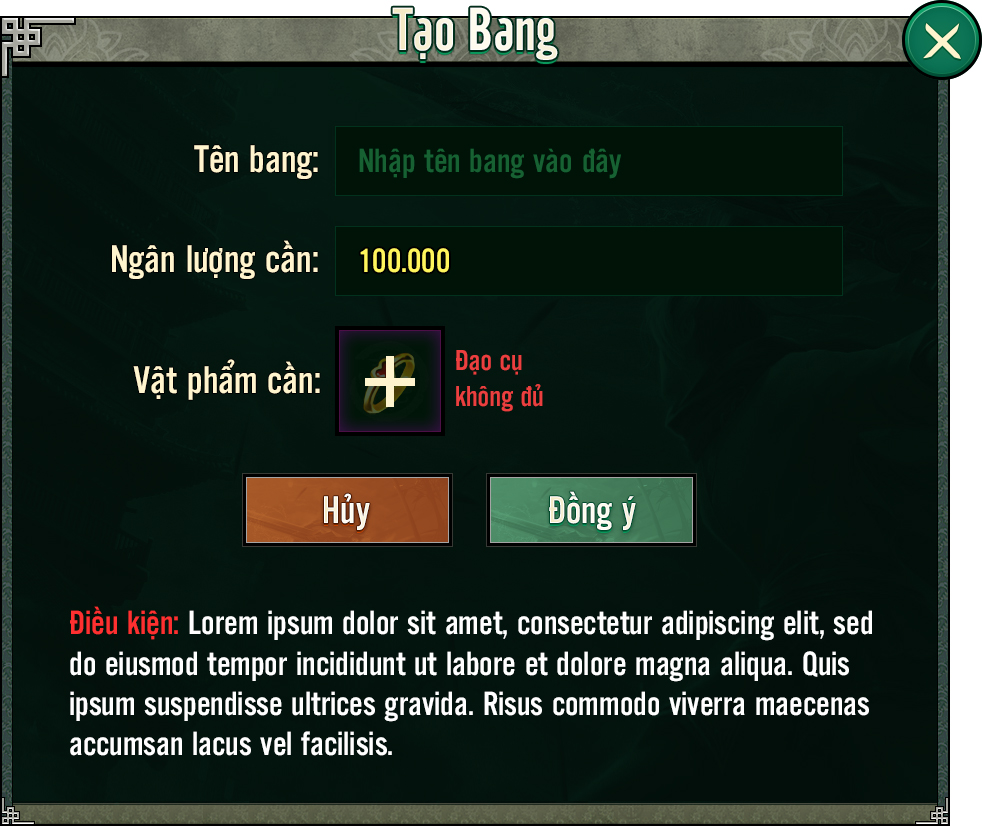 Tạo Bang
Tên bang: Nhập tên bang vào đây
Ngân lượng cần: 100.000
Vật phẩm cần:
Đạo cụ
không đủ
Hủy
Đồng ý
Điều kiện: Lorem ipsum dolor sit amet, consectetur adipiscing elit, sed
do eiusmod tempor incididunt ut labore et dolore magna aliqua. Quis
ipsum suspendisse ultrices gravida. Risus commodo viverra maecenas
accumsan lacus vel facilisis.